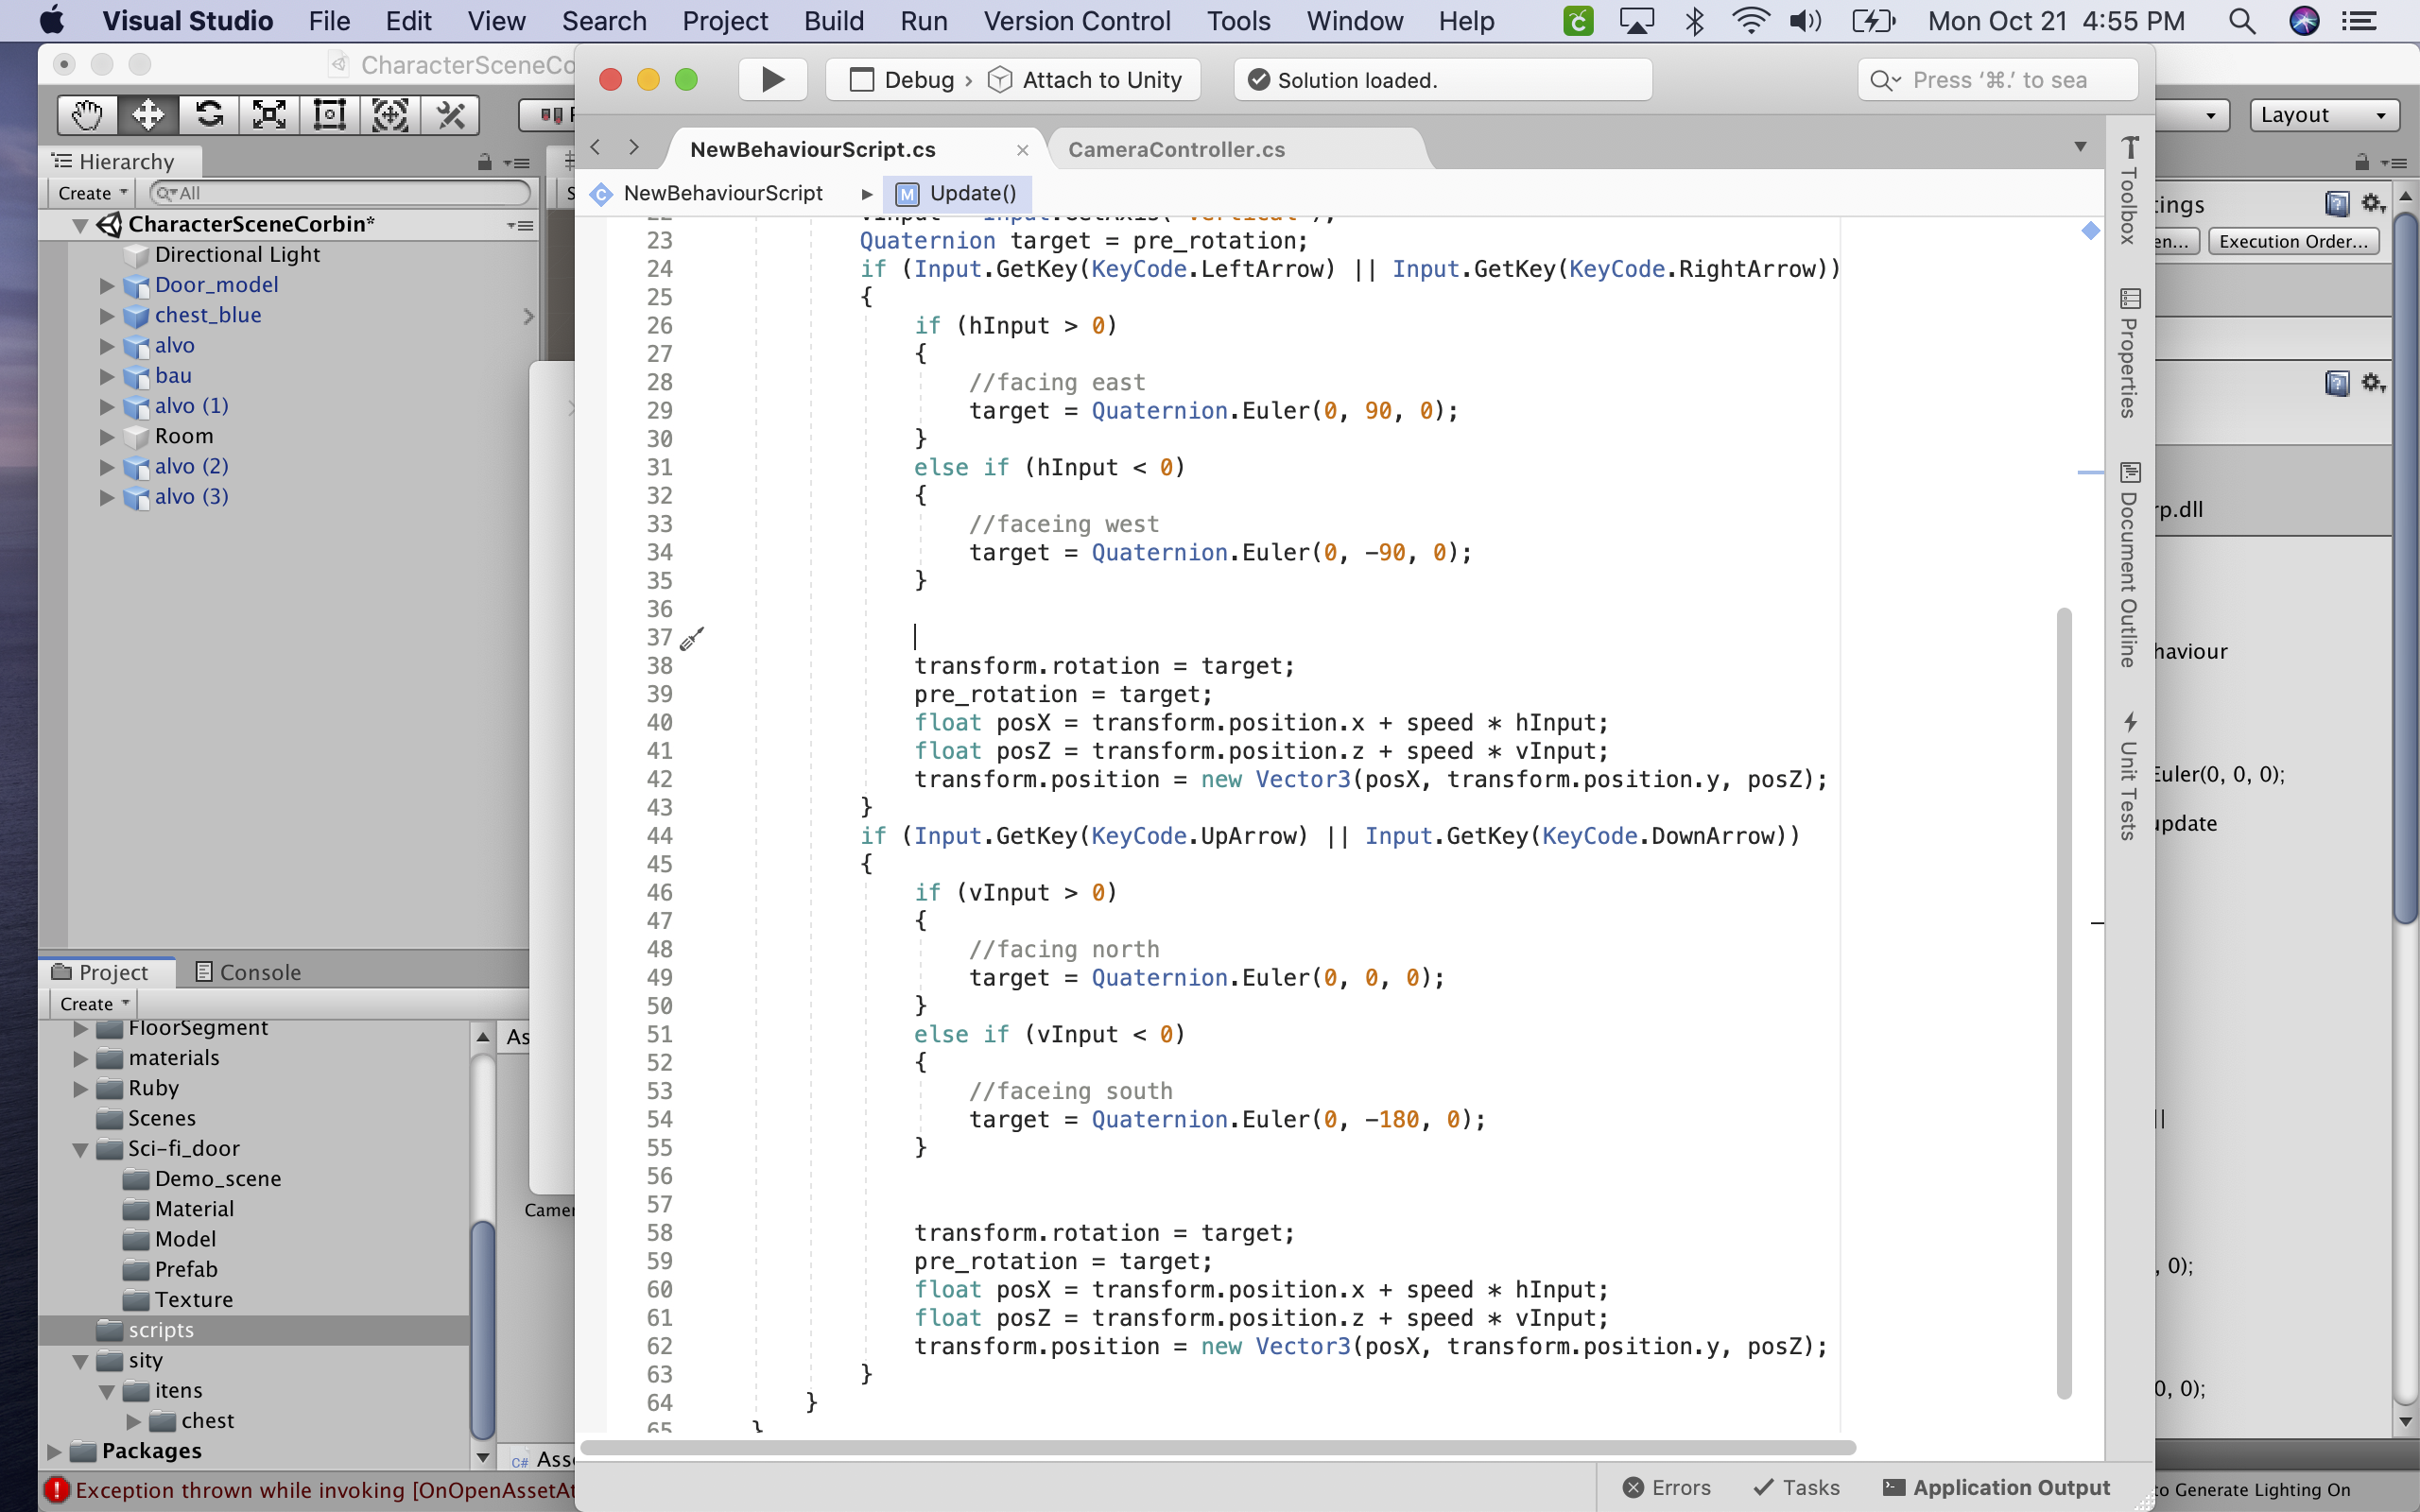 Visual Studio File Edit View Search Project Build Run Version Control Tools Window Help Mon Oct 21 4:55 PM
CharacterSceneCo
Debug › Attach to Unity
Solution loaded.
Press ‘⌘.’ to sea
Layout
Hierarchy
Create
All
CharacterSceneCorbin*
Directional Light
Door_model
chest_blue
alvo
bau
alvo (1)
Room
alvo (2)
alvo (3)
Project
Console
Create
FloorSegment
materials
Ruby
Scenes
Sci-fi_door
Demo_scene
Material
Model
Prefab
Texture
scripts
sity
itens
chest
Packages
Exception thrown while invoking [OnOpenAssetAt
As
Camer
Asse
NewBehaviourScript.cs
CameraController.cs
NewBehaviourScript
Update()
22 vInput = Input.GetAxis("Vertical");
23 Quaternion target = pre_rotation;
24 if (Input.GetKey(KeyCode.LeftArrow) || Input.GetKey(KeyCode.RightArrow))
25 {
26 if (hInput > 0)
27 {
28 //facing east
29 target = Quaternion.Euler(0, 90, 0);
30 }
31 else if (hInput < 0)
32 {
33 //faceing west
34 target = Quaternion.Euler(0, -90, 0);
35 }
36
37
38 transform.rotation = target;
39 pre_rotation = target;
40 float posX = transform.position.x + speed * hInput;
41 float posZ = transform.position.z + speed * vInput;
42 transform.position = new Vector3(posX, transform.position.y, posZ);
43 }
44 if (Input.GetKey(KeyCode.UpArrow) || Input.GetKey(KeyCode.DownArrow))
45 {
46 if (vInput > 0)
47 {
48 //facing north
49 target = Quaternion.Euler(0, 0, 0);
50 }
51 else if (vInput < 0)
52 {
53 //faceing south
54 target = Quaternion.Euler(0, -180, 0);
55 }
56
57
58 transform.rotation = target;
59 pre_rotation = target;
60 float posX = transform.position.x + speed * hInput;
61 float posZ = transform.position.z + speed * vInput;
62 transform.position = new Vector3(posX, transform.position.y, posZ);
63 }
64 }
65 }
Toolbox
Properties
Document Outline
Unit Tests
Errors
Tasks
Application Output
tings
en...
Execution Order...
rp.dll
haviour
Euler(0, 0, 0);
update
||
, 0);
0, 0);
to Generate Lighting On